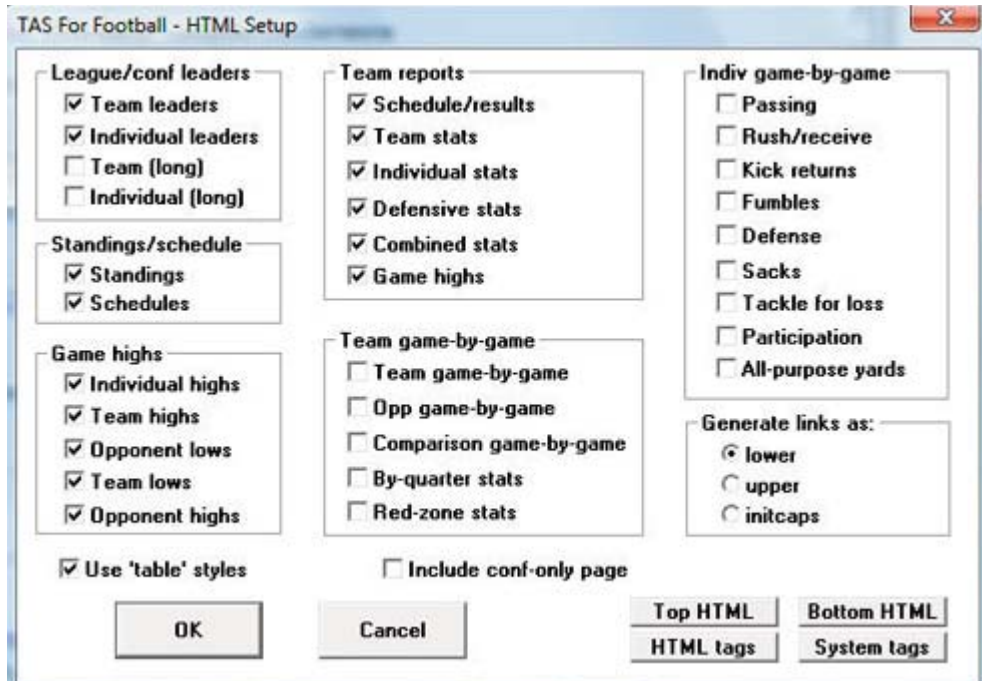 TAS For Football - HTML Setup
League/conf leaders
Team leaders
Individual leaders
Team (long)
Individual (long)
Standings/schedule
Standings
Schedules
Game highs
Individual highs
Team highs
Opponent lows
Team lows
Opponent highs
Team reports
Schedule/results
Team stats
Individual stats
Defensive stats
Combined stats
Game highs
Team game-by-game
Team game-by-game
Opp game-by-game
Comparison game-by-game
By-quarter stats
Red-zone stats
Indiv game-by-game
Passing
Rush/receive
Kick returns
Fumbles
Defense
Sacks
Tackle for loss
Participation
All-purpose yards
Generate links as:
lower
upper
initcaps
Use 'table' styles
Include conf-only page
OK
Cancel
Top HTML
Bottom HTML
HTML tags
System tags